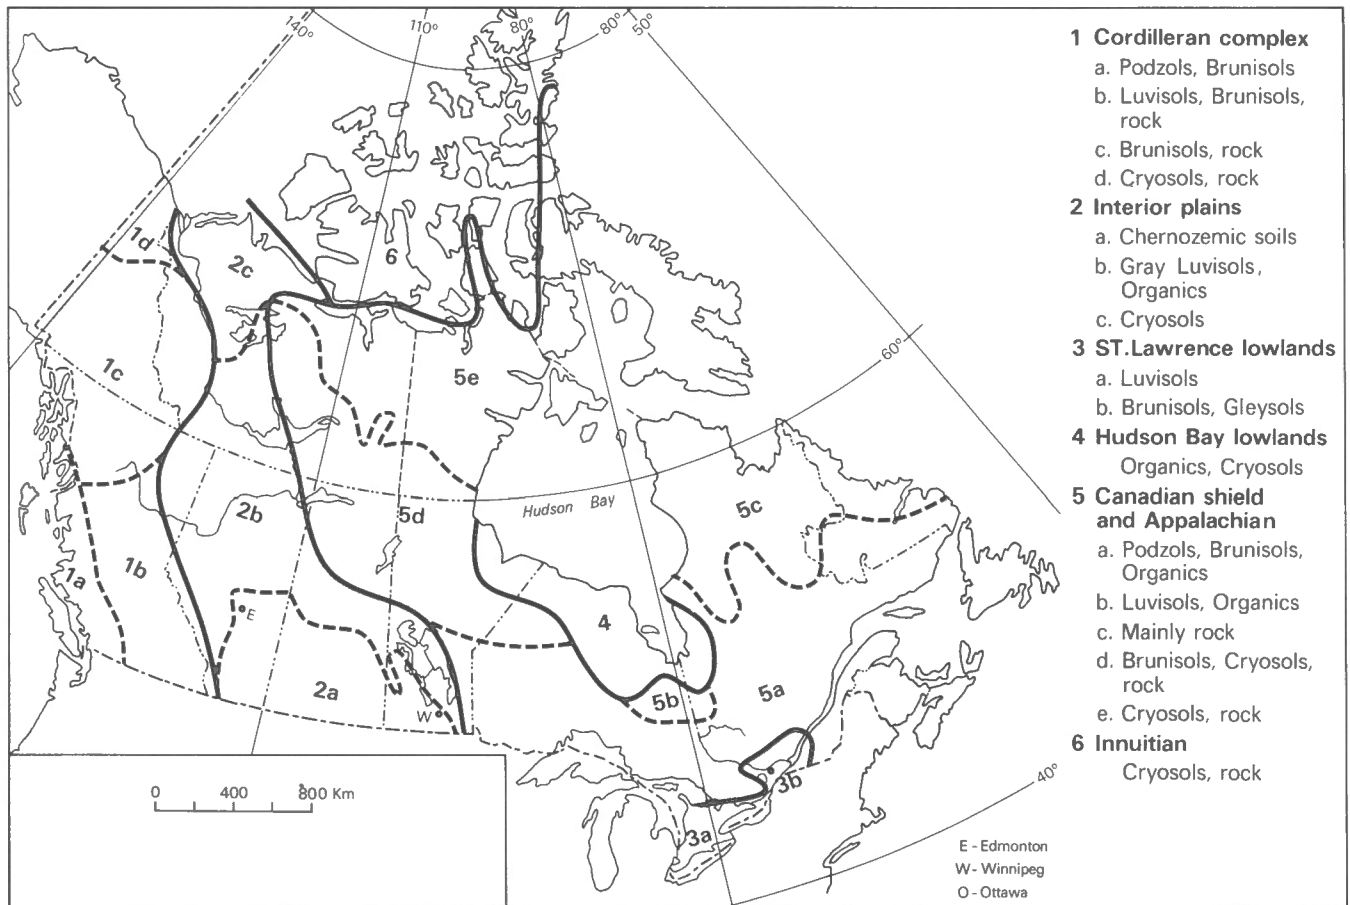 140°
110°
80°
80°
50°
1d
2c
6
1c
5e
60°
Hudson Bay
5c
2b
5d
1b
1a
E
4
2a
5b
5a
W
3b
3a
40°
0 400 800 Km
E - Edmonton
W - Winnipeg
O - Ottawa
1 Cordilleran complex
a. Podzols, Brunisols
b. Luvisols, Brunisols,
rock
c. Brunisols, rock
d. Cryosols, rock
2 Interior plains
a. Chernozemic soils
b. Gray Luvisols,
Organics
c. Cryosols
3 ST.Lawrence lowlands
a. Luvisols
b. Brunisols, Gleysols
4 Hudson Bay lowlands
Organics, Cryosols
5 Canadian shield
and Appalachian
a. Podzols, Brunisols,
Organics
b. Luvisols, Organics
c. Mainly rock
d. Brunisols, Cryosols,
rock
e. Cryosols, rock
6 Innuitian
Cryosols, rock